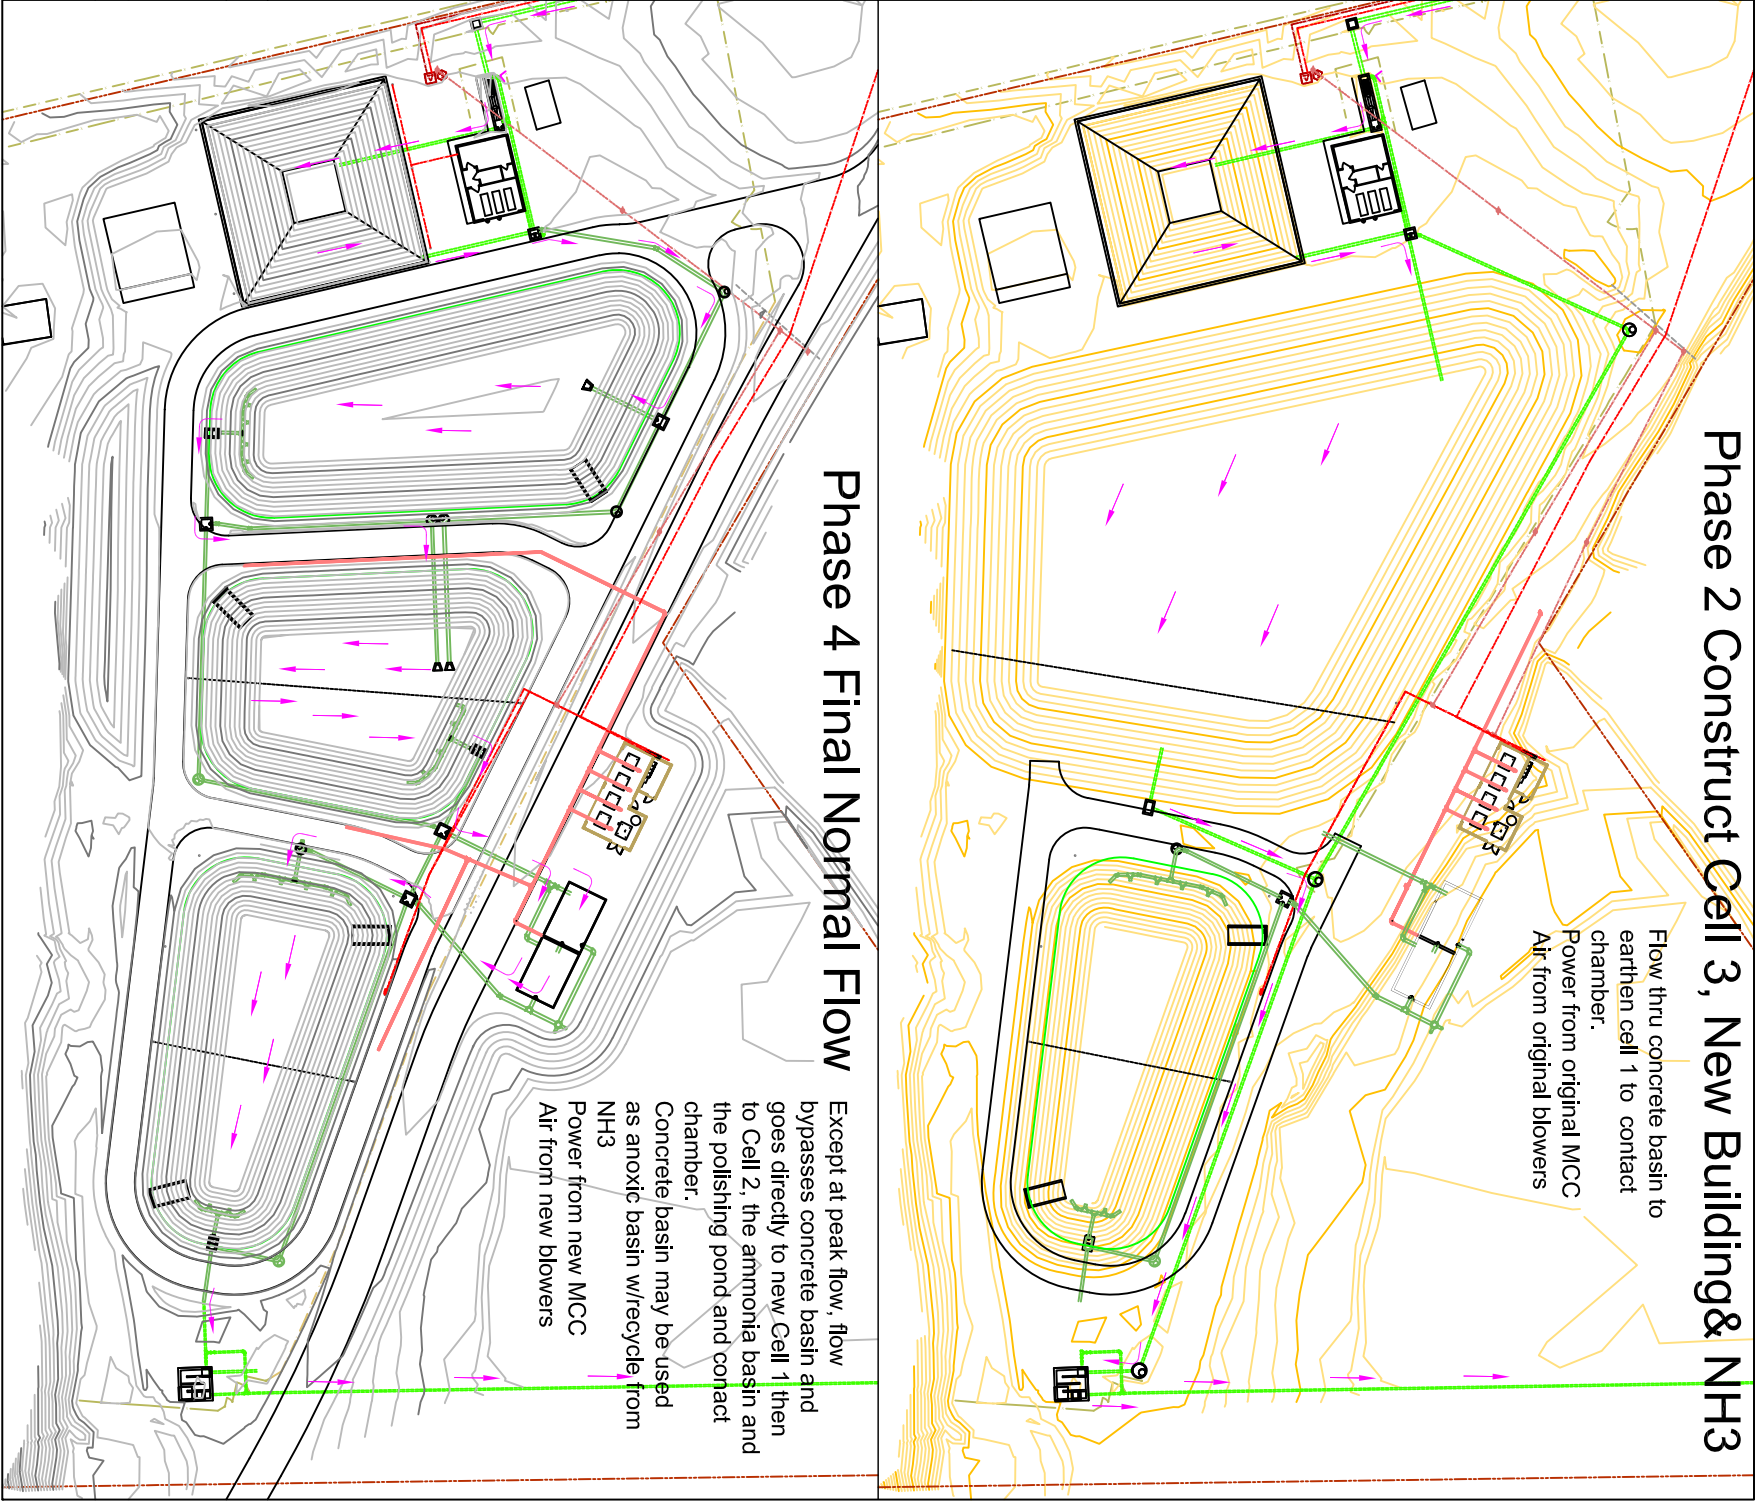 Phase 2 Construct Cell 3, New Building& NH3
Flow thru concrete basin to
earthen cell 1 to contact
chamber.
Power from original MCC
Air from original blowers
Phase 4 Final Normal Flow
Except at peak flow, flow
bypasses concrete basin and
goes directly to new Cell 1 then
to Cell 2, the ammonia basin and
the polishing pond and contact
chamber.
Concrete basin may be used
as anoxic basin w/recycle from
NH3
Power from new MCC
Air from new blowers